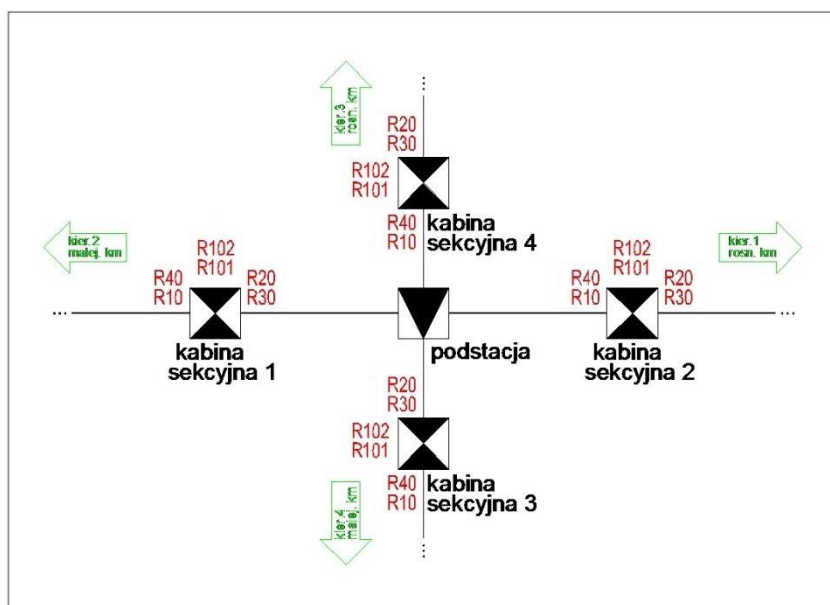 ...
kier.3
rosn. km
R20
R30
R102
R101
R40
R10
kabina
sekcyjna 4
kier.2
malej. km
R102
R101
R40
R10
R20
R30
...
kabina
sekcyjna 1
podstacja
R102
R101
R40
R10
R20
R30
...
kabina
sekcyjna 2
kier.1
rosn. km
R20
R30
R102
R101
R40
R10
kabina
sekcyjna 3
kier.4
malej. km
...